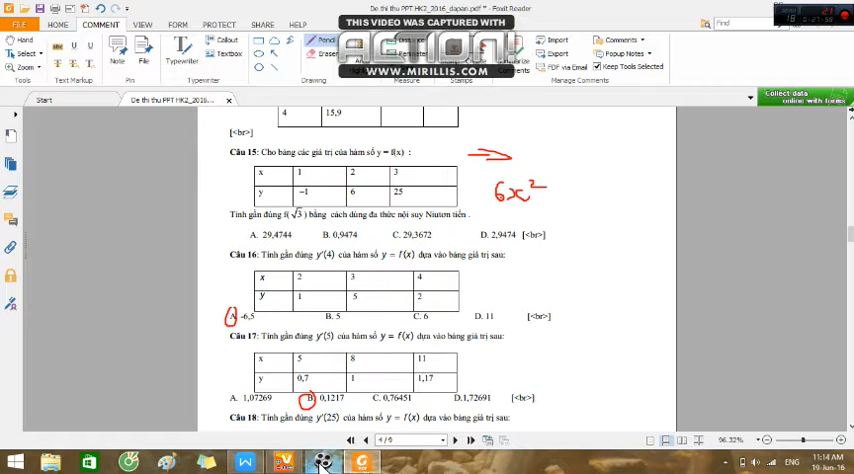 De thi thu PPT HK2_2016_dapan.pdf * - Foxit Reader
THIS VIDEO WAS CAPTURED WITH
ACTION!
WWW.MIRILLIS.COM
FILE HOME COMMENT VIEW FORM PROTECT SHARE HELP
Find
Hand
Select
Zoom
Tools
Text Markup
Note
File
Pin
Typewriter
Callout
Textbox
Typewriter
Pencil
Eraser
Drawing
Measure
Stamps
Comments
Import
Export
FDF via Email
Comments
Popup Notes
Keep Tools Selected
Manage Comments
Start
De thi thu PPT HK2_2016...
Collect data
online with forms
4 15,9
[<br>]
Câu 15: Cho bảng các giá trị của hàm số y = f(x) :
x 1 2 3
y −1 6 25
6x²
Tính gần đúng f(√3) bằng cách dùng đa thức nội suy Niutơn tiến .
A. 29,4744 B. 0,9474 C. 29,3672 D. 2,9474 [<br>]
Câu 16: Tính gần đúng y'(4) của hàm số y = f(x) dựa vào bảng giá trị sau:
x 2 3 4
y 1 5 2
A. -6,5 B. 5 C. 6 D. 11 [<br>]
Câu 17: Tính gần đúng y'(5) của hàm số y = f(x) dựa vào bảng giá trị sau:
x 5 8 11
y 0,7 1 1,17
A. 1,07269 B. 0,1217 C. 0,76451 D.1,72691 [<br>]
Câu 18: Tính gần đúng y'(25) của hàm số y = f(x) dựa vào bảng giá trị sau:
4 / 9
96.32%
ENG
11:14 AM
19-Jun-16